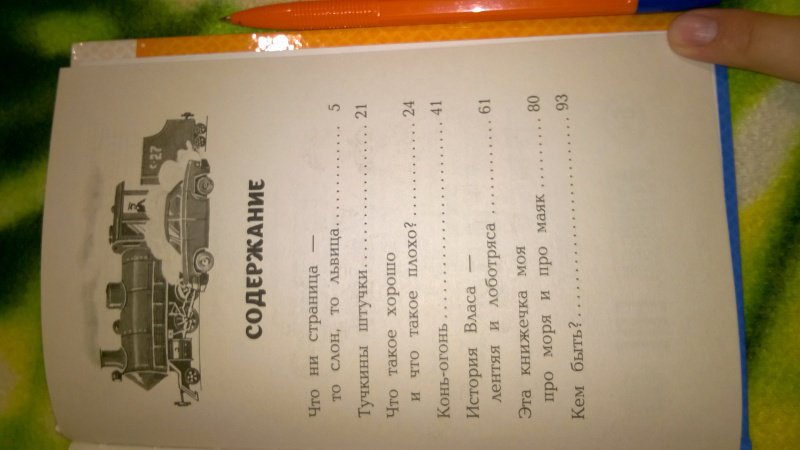 с-27
СОДЕРЖАНИЕ
Что ни страница —
то слон, то львица............... 5
Тучкины штучки.................. 21
Что такое хорошо
и что такое плохо?............. 24
Конь-огонь........................ 41
История Власа —
лентяя и лоботряса............. 61
Эта книжечка моя
про моря и про маяк.......... 80
Кем быть?......................... 93